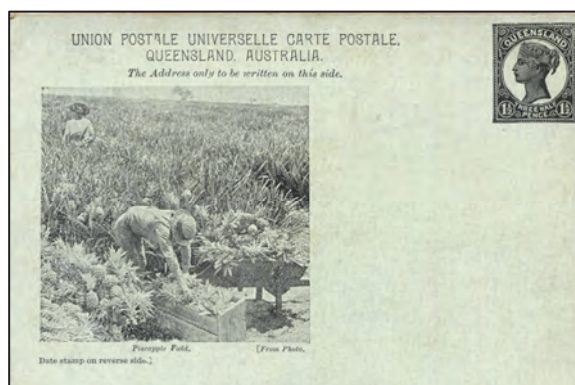 UNION POSTALE UNIVERSELLE CARTE POSTALE.
QUEENSLAND. AUSTRALIA.
The Address only to be written on this side.
QUEENSLAND
1½ 1½
THREE HALF
PENCE
Pineapple Field. [From Photo.
Date stamp on reverse side.]